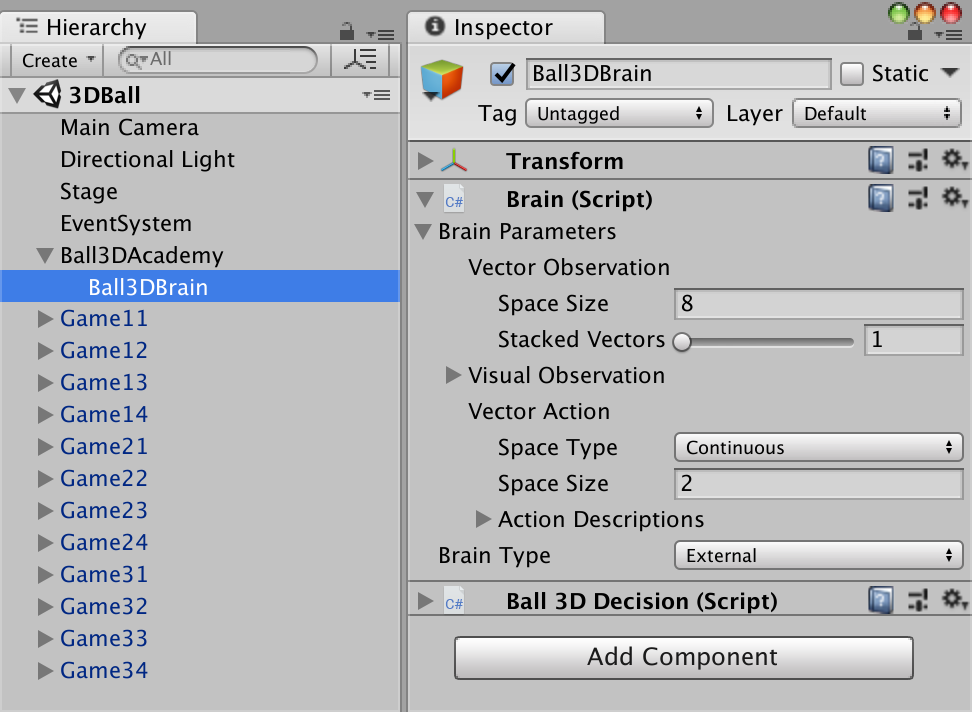 Hierarchy
Create
All
3DBall
Main Camera
Directional Light
Stage
EventSystem
Ball3DAcademy
Ball3DBrain
Game11
Game12
Game13
Game14
Game21
Game22
Game23
Game24
Game31
Game32
Game33
Game34
Inspector
Ball3DBrain
Static
Tag Untagged Layer Default
Transform
C# Brain (Script)
Brain Parameters
Vector Observation
Space Size 8
Stacked Vectors 1
Visual Observation
Vector Action
Space Type Continuous
Space Size 2
Action Descriptions
Brain Type External
C# Ball 3D Decision (Script)
Add Component